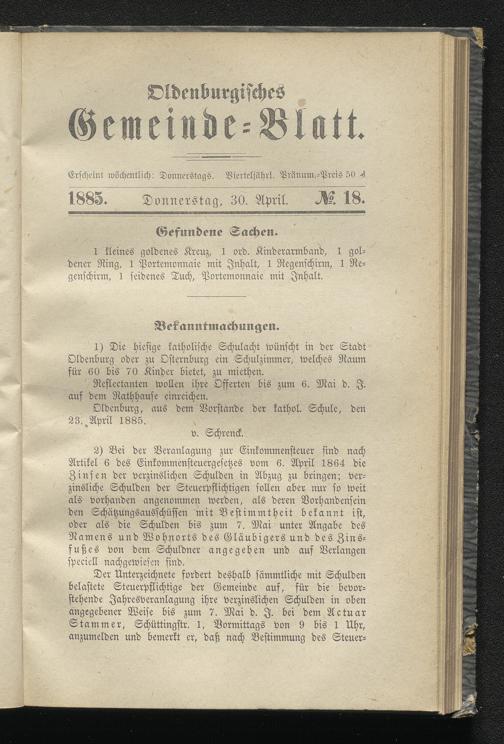 Oldenburgisches
Gemeinde-Blatt.
Erscheint wöchentlich: Donnerstags. Vierteljährl. Pränum.-Preis 50 ₰
1885. Donnerstag, 30. April. № 18.
Gefundene Sachen.
1 kleines goldenes Kreuz, 1 ord. Kinderarmband, 1 gol-
dener Ring, 1 Portemonnaie mit Inhalt, 1 Regenschirm, 1 Re-
genschirm, 1 seidenes Tuch, Portemonnaie mit Inhalt.
Bekanntmachungen.
1) Die hiesige katholische Schulacht wünscht in der Stadt
Oldenburg oder zu Osternburg ein Schulzimmer, welches Raum
für 60 bis 70 Kinder bietet, zu miethen.
Reflectanten wollen ihre Offerten bis zum 6. Mai d. J.
auf dem Rathhause einreichen.
Oldenburg, aus dem Vorstande der kathol. Schule, den
23. April 1885.
v. Schrenck.
2) Bei der Veranlagung zur Einkommensteuer sind nach
Artikel 6 des Einkommensteuergesetzes vom 6. April 1864 die
Zinsen der verzinslichen Schulden in Abzug zu bringen; ver-
zinsliche Schulden der Steuerpflichtigen sollen aber nur so weit
als vorhanden angenommen werden, als deren Vorhandensein
den Schätzungsausschüssen mit Bestimmtheit bekannt ist,
oder als die Schulden bis zum 7. Mai unter Angabe des
Namens und Wohnorts des Gläubigers und des Zins-
fußes von dem Schuldner angegeben und auf Verlangen
speciell nachgewiesen sind.
Der Unterzeichnete fordert deshalb sämmtliche mit Schulden
belastete Steuerpflichtige der Gemeinde auf, für die bevor-
stehende Jahresveranlagung ihre verzinslichen Schulden in oben
angegebener Weise bis zum 7. Mai d. J. bei dem Actuar
Stammer, Schüttingstr. 1, Vormittags von 9 bis 1 Uhr,
anzumelden und bemerkt er, daß nach Bestimmung des Steuer-